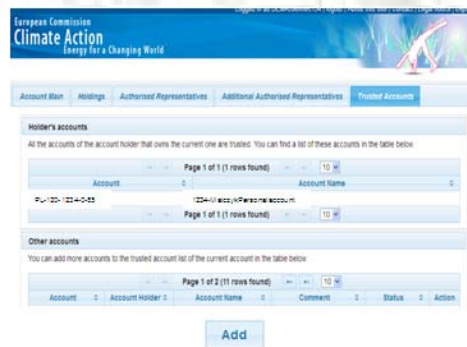 European Commission
Climate Action
Energy for a Changing World
Account Main Holdings Authorised Representatives Additional Authorised Representatives Trusted Accounts
Holder's accounts
All the accounts of the account holder that owns the current one are trusted. You can find a list of these accounts in the table below.
Page 1 of 1 (1 rows found) 10
Account Account Name
Page 1 of 1 (1 rows found) 10
Other accounts
You can add more accounts to the trusted account list of the current account in the table below
Page 1 of 2 (11 rows found) 10
Account Account Holder Account Name Comment Status Action
Add